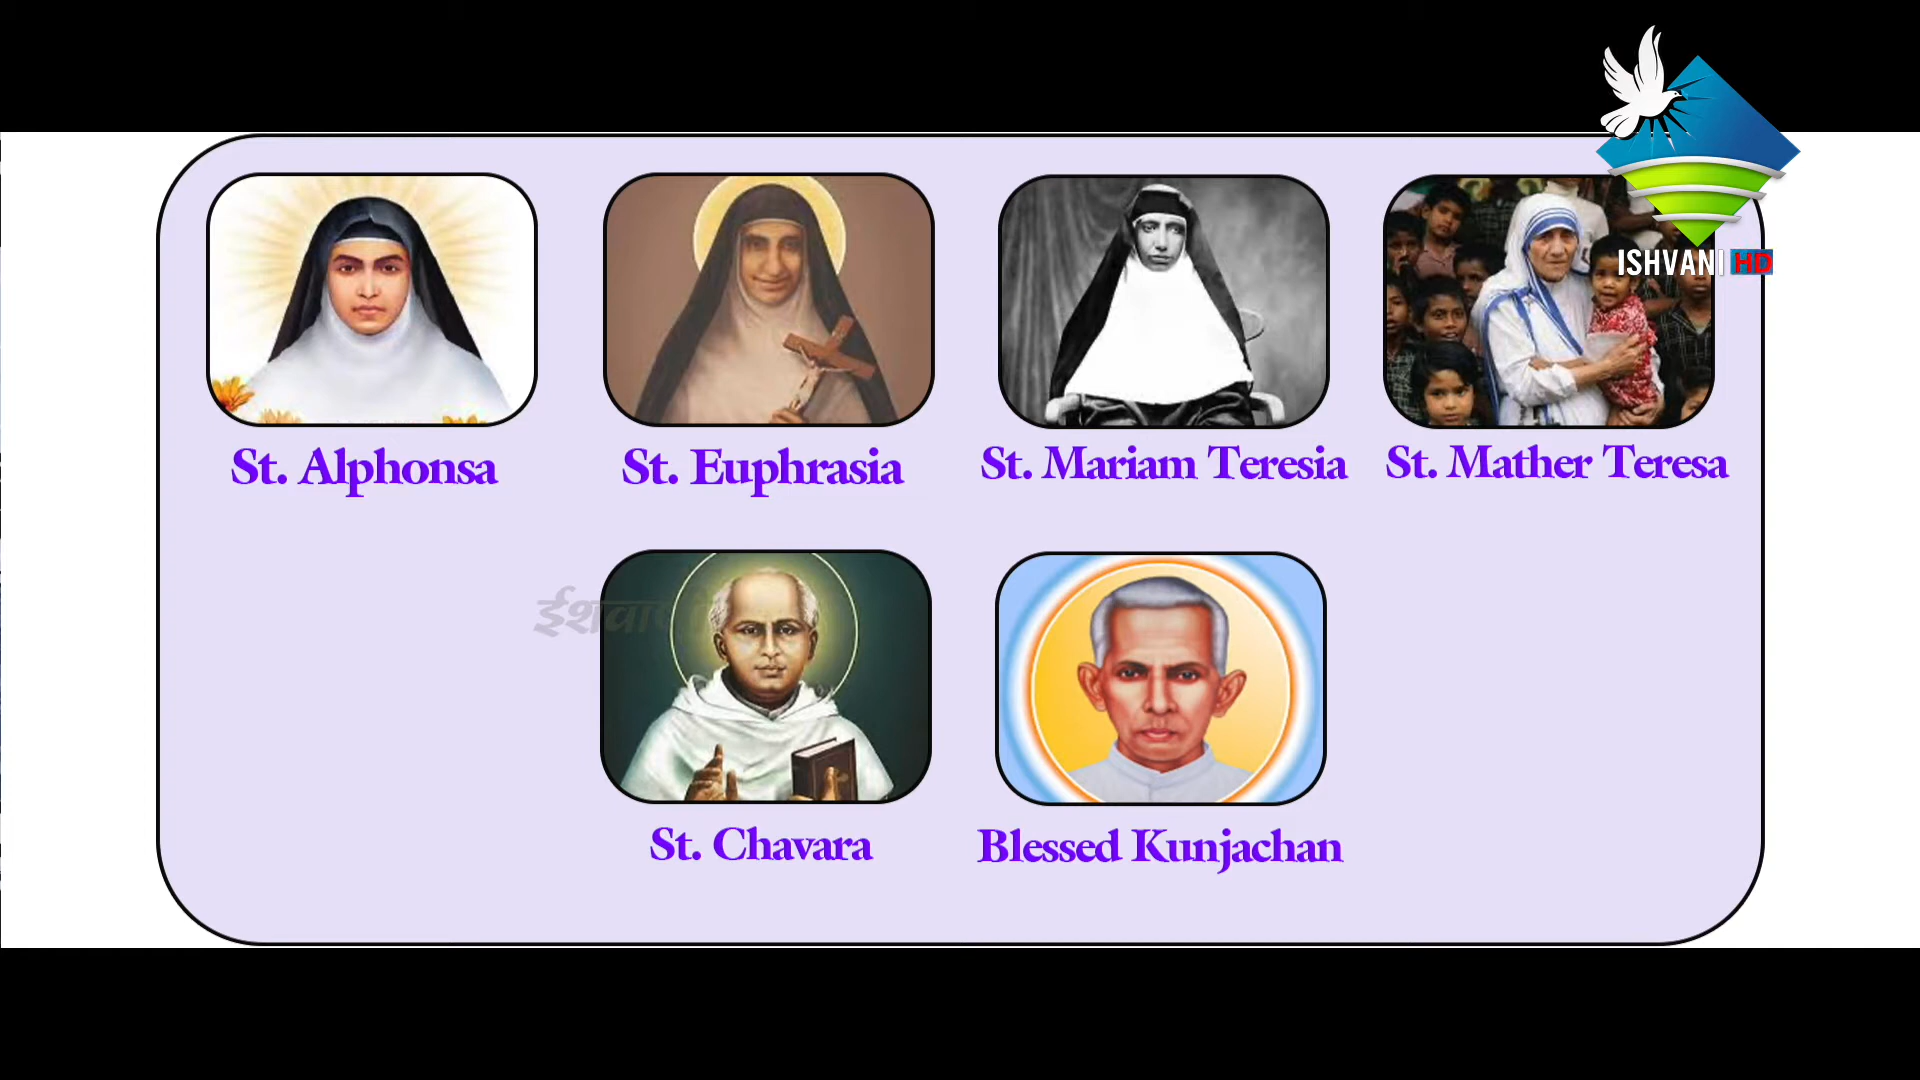 ISHVANI HD
St. Alphonsa
St. Euphrasia
St. Mariam Teresia
St. Mather Teresa
St. Chavara
Blessed Kunjachan